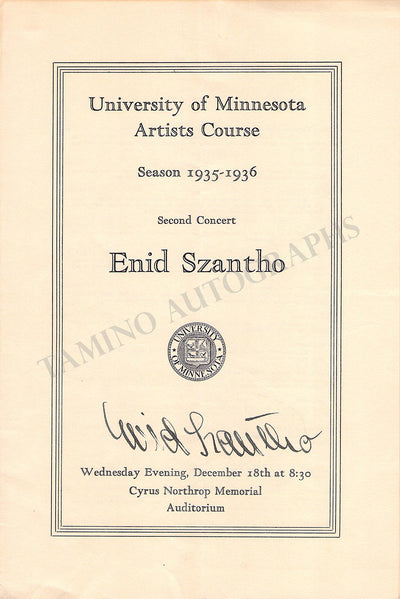 University of Minnesota
Artists Course
Season 1935-1936
Second Concert
Enid Szantho
TAMINO AUTOGRAPHS
UNIVERSITY
OF MINNESOTA
Enid Szantho
Wednesday Evening, December 18th at 8:30
Cyrus Northrop Memorial
Auditorium